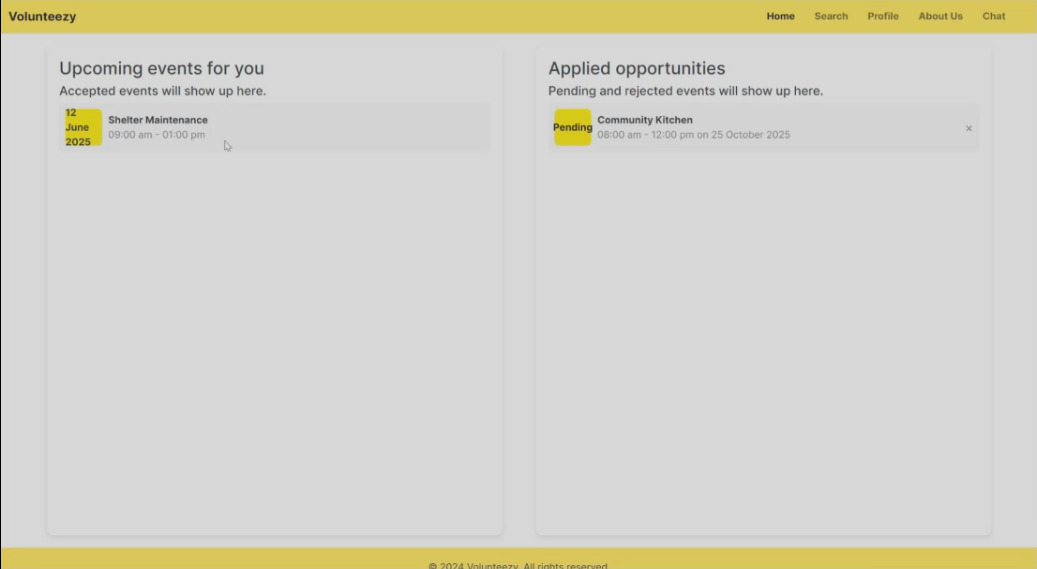 Volunteezy
Home Search Profile About Us Chat
Upcoming events for you
Accepted events will show up here.
12
June
2025
Shelter Maintenance
09:00 am - 01:00 pm
Applied opportunities
Pending and rejected events will show up here.
Pending
Community Kitchen
08:00 am - 12:00 pm on 25 October 2025
×
© 2024 Volunteezy. All rights reserved.